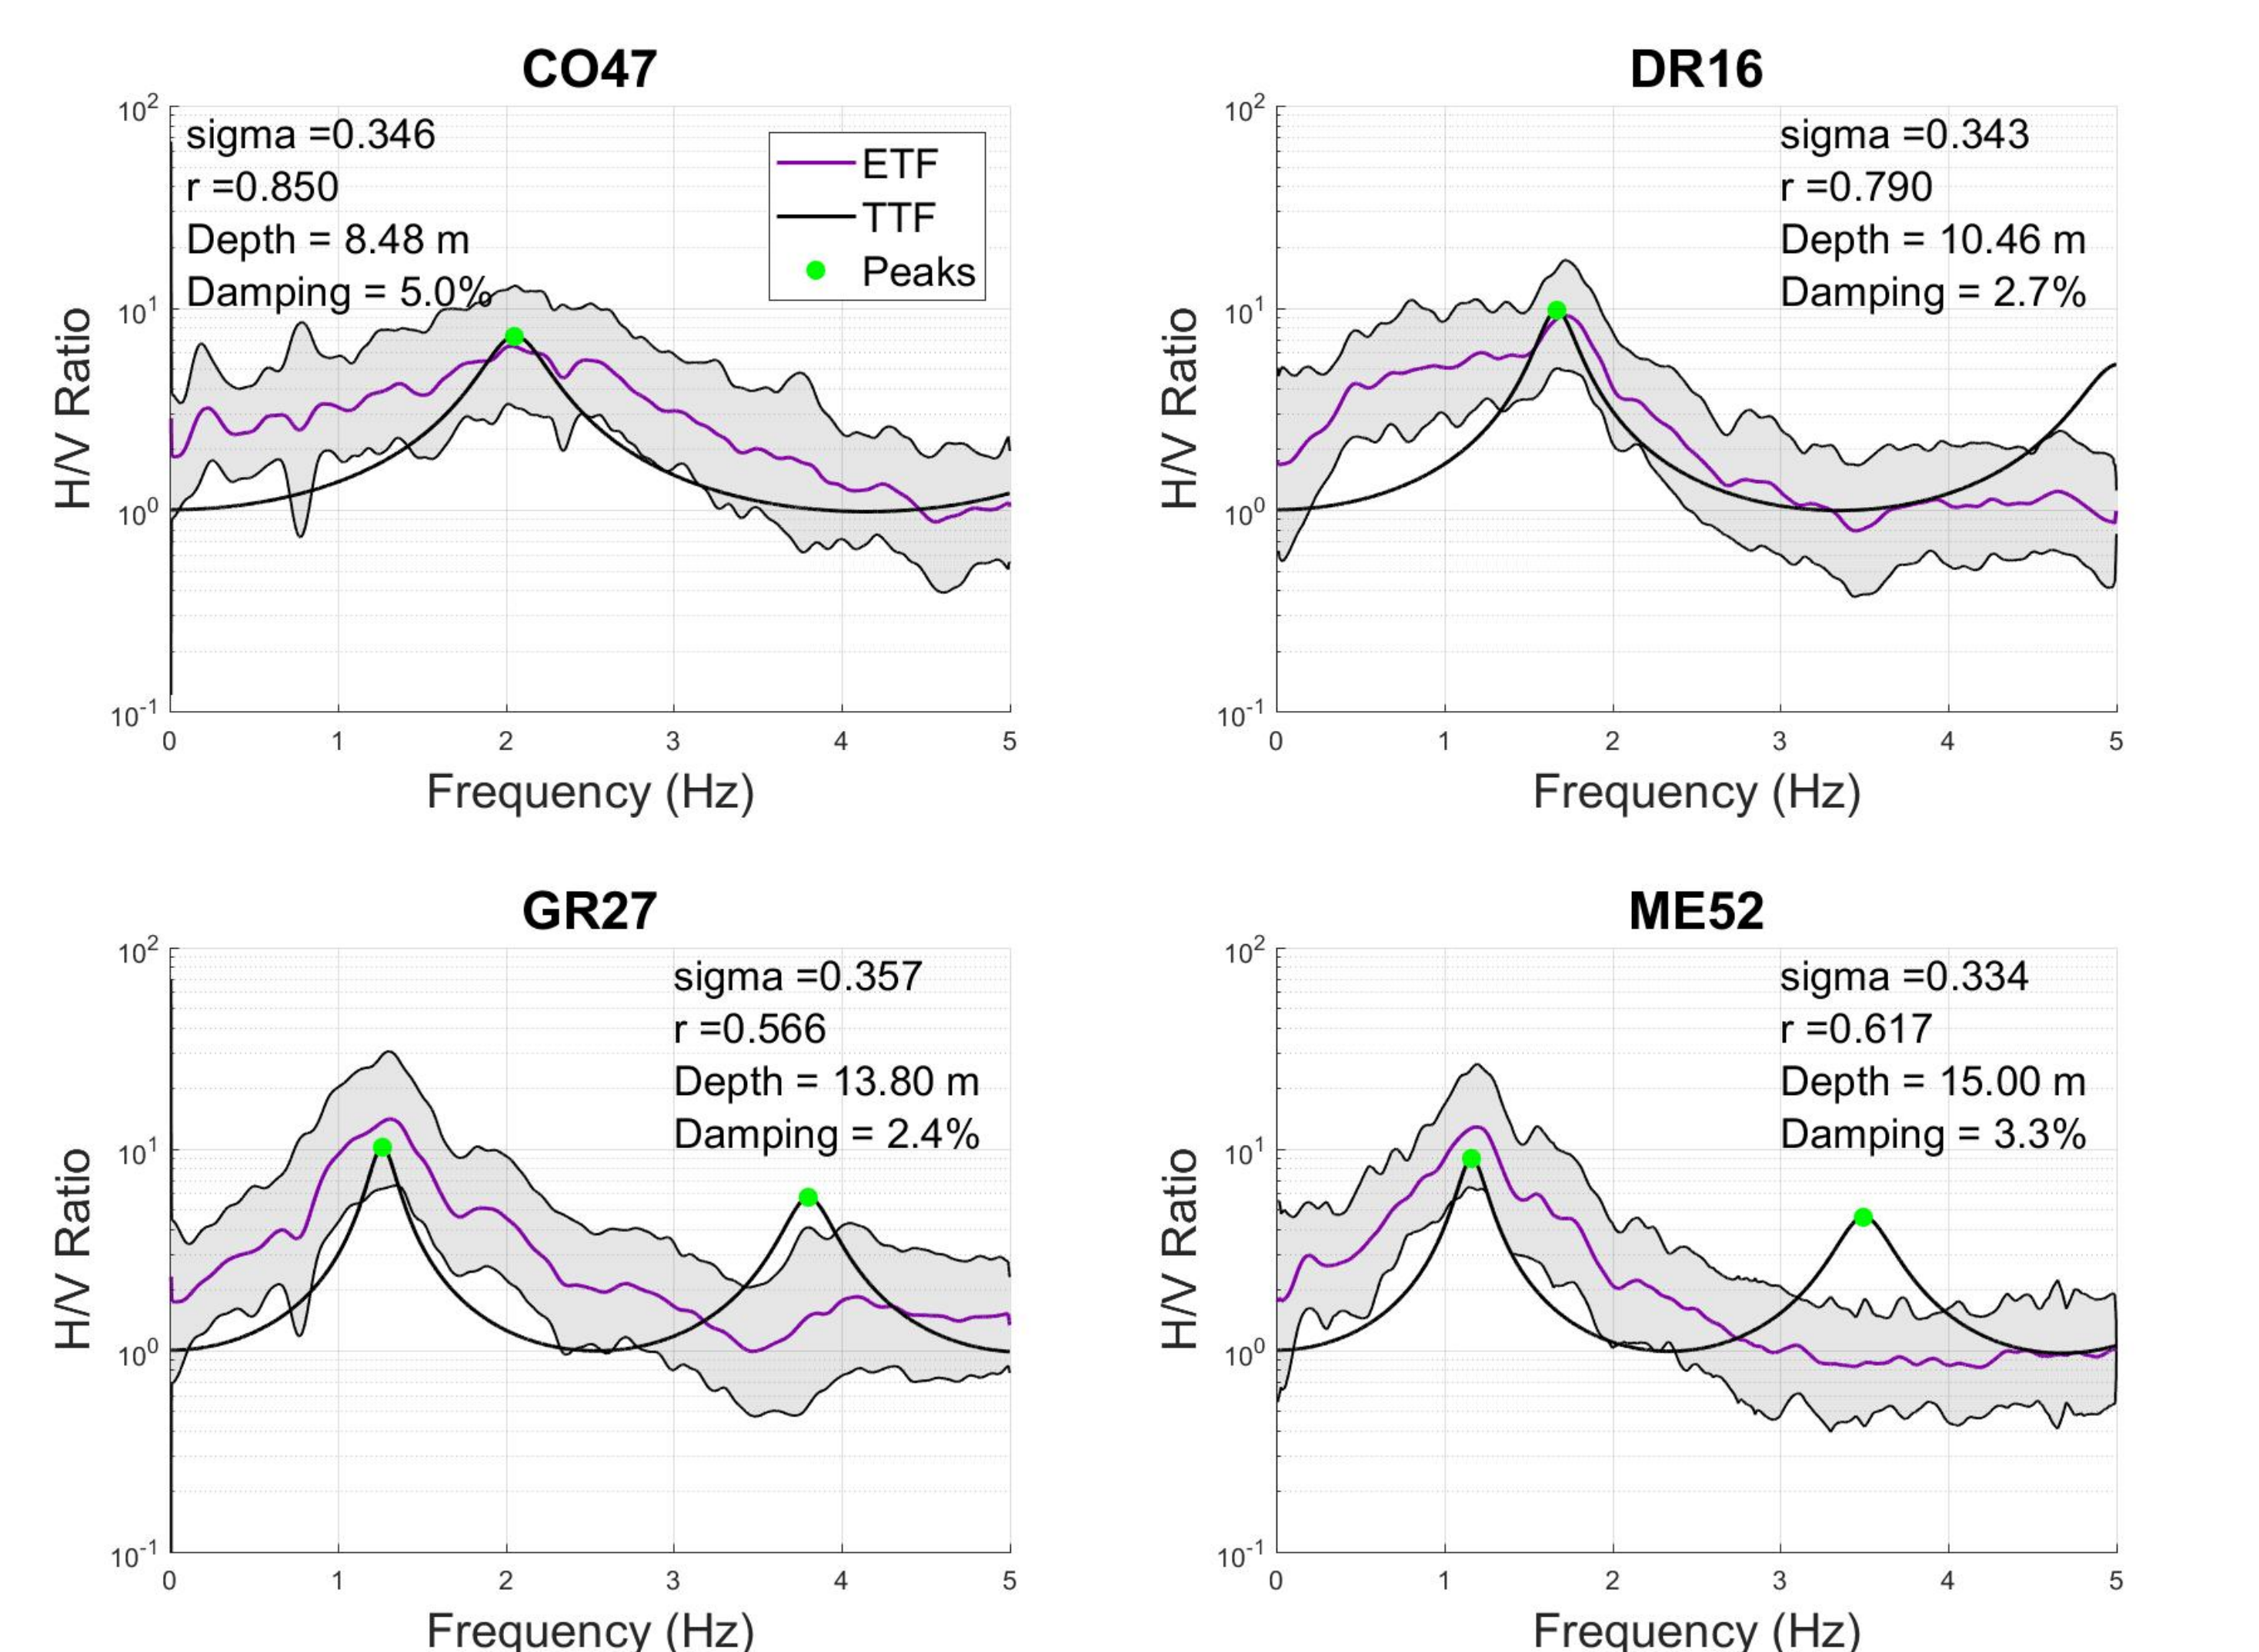 CO47
10^2
10^1
10^0
10^-1
H/V Ratio
sigma =0.346
r =0.850
Depth = 8.48 m
Damping = 5.0%
ETF
TTF
Peaks
0 1 2 3 4 5
Frequency (Hz)
DR16
10^2
10^1
10^0
10^-1
H/V Ratio
sigma =0.343
r =0.790
Depth = 10.46 m
Damping = 2.7%
0 1 2 3 4 5
Frequency (Hz)
GR27
10^2
10^1
10^0
10^-1
H/V Ratio
sigma =0.357
r =0.566
Depth = 13.80 m
Damping = 2.4%
0 1 2 3 4 5
Frequency (Hz)
ME52
10^2
10^1
10^0
10^-1
H/V Ratio
sigma =0.334
r =0.617
Depth = 15.00 m
Damping = 3.3%
0 1 2 3 4 5
Frequency (Hz)